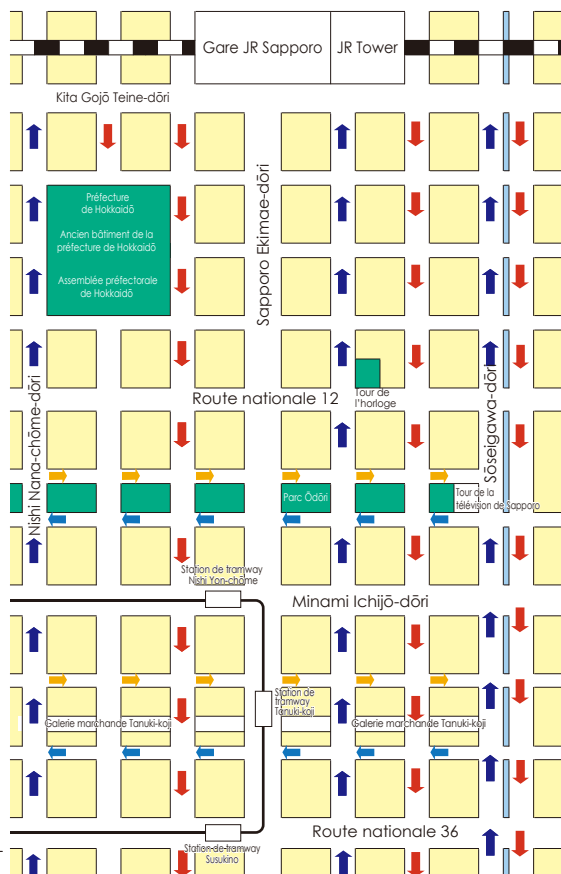 Gare JR Sapporo
JR Tower
Kita Gojō Teine-dōri
Préfecture
de Hokkaidō
Ancien bâtiment de la
préfecture de Hokkaidō
Assemblée préfectorale
de Hokkaidō
Sapporo Ekimae-dōri
Nishi Nana-chōme-dōri
Route nationale 12
Tour de
l'horloge
Sōseigawa-dōri
Parc Ōdōri
Tour de la
télévision de Sapporo
Station de tramway
Nishi Yon-chōme
Minami Ichijō-dōri
Station de
tramway
Tanuki-koji
Galerie marchande Tanuki-koji
Galerie marchande Tanuki-koji
Route nationale 36
Station de tramway
Susukino